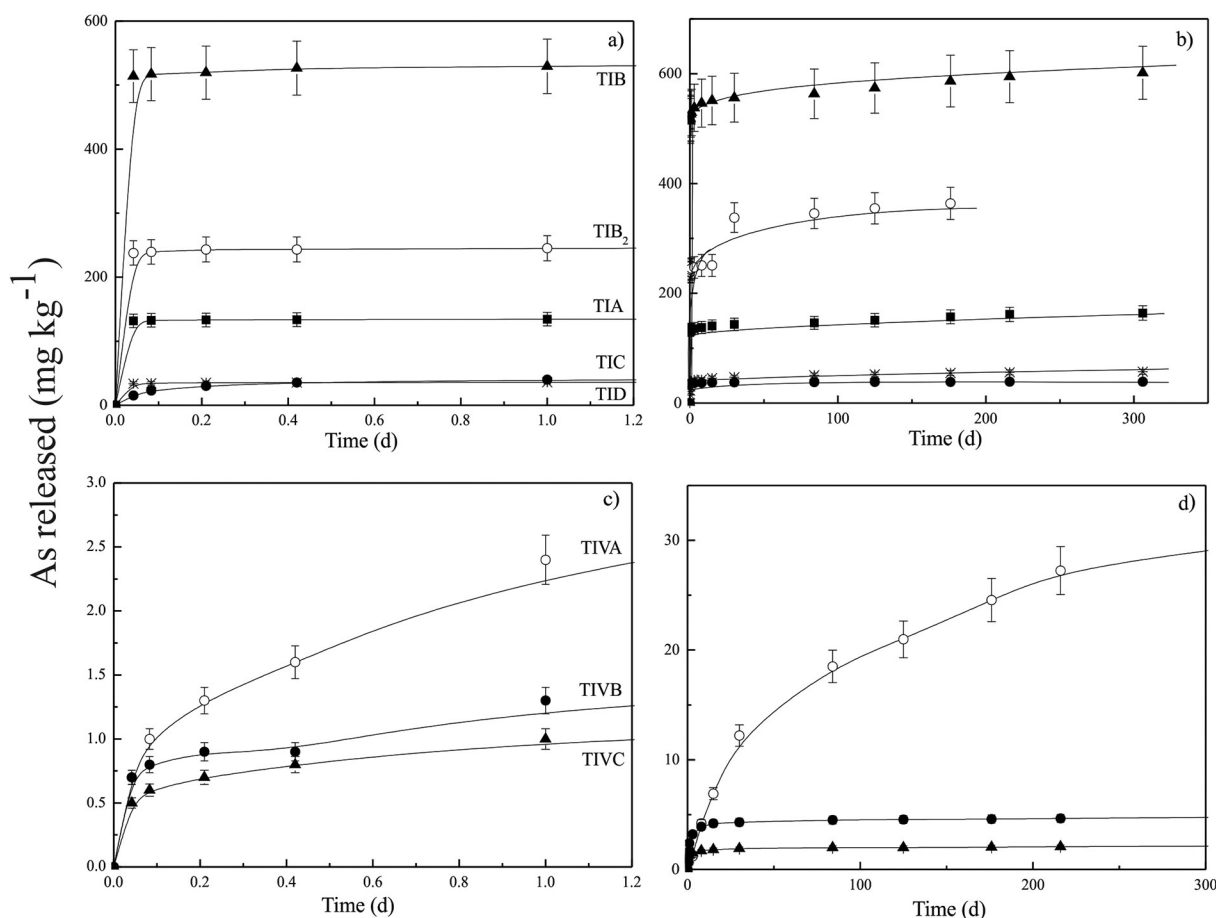 As released (mg kg⁻¹)
a)
600
400
200
0
0.0 0.2 0.4 0.6 0.8 1.0 1.2
Time (d)
TIB
TIB₂
TIA
TIC
TID
b)
600
400
200
0
0 100 200 300
Time (d)
c)
3.0
2.5
2.0
1.5
1.0
0.5
0.0
0.0 0.2 0.4 0.6 0.8 1.0 1.2
Time (d)
TIVA
TIVB
TIVC
d)
30
20
10
0
0 100 200 300
Time (d)